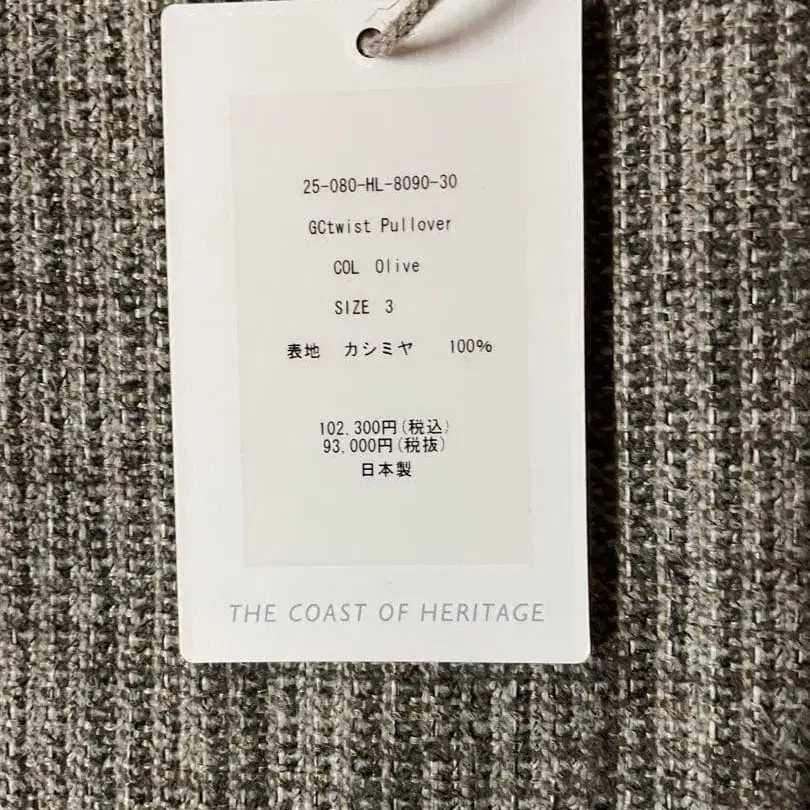 25-080-HL-8090-30
GCtwist Pullover
COL Olive
SIZE 3
表地 カシミヤ 100%
102,300円(税込)
93,000円(税抜)
日本製
THE COAST OF HERITAGE